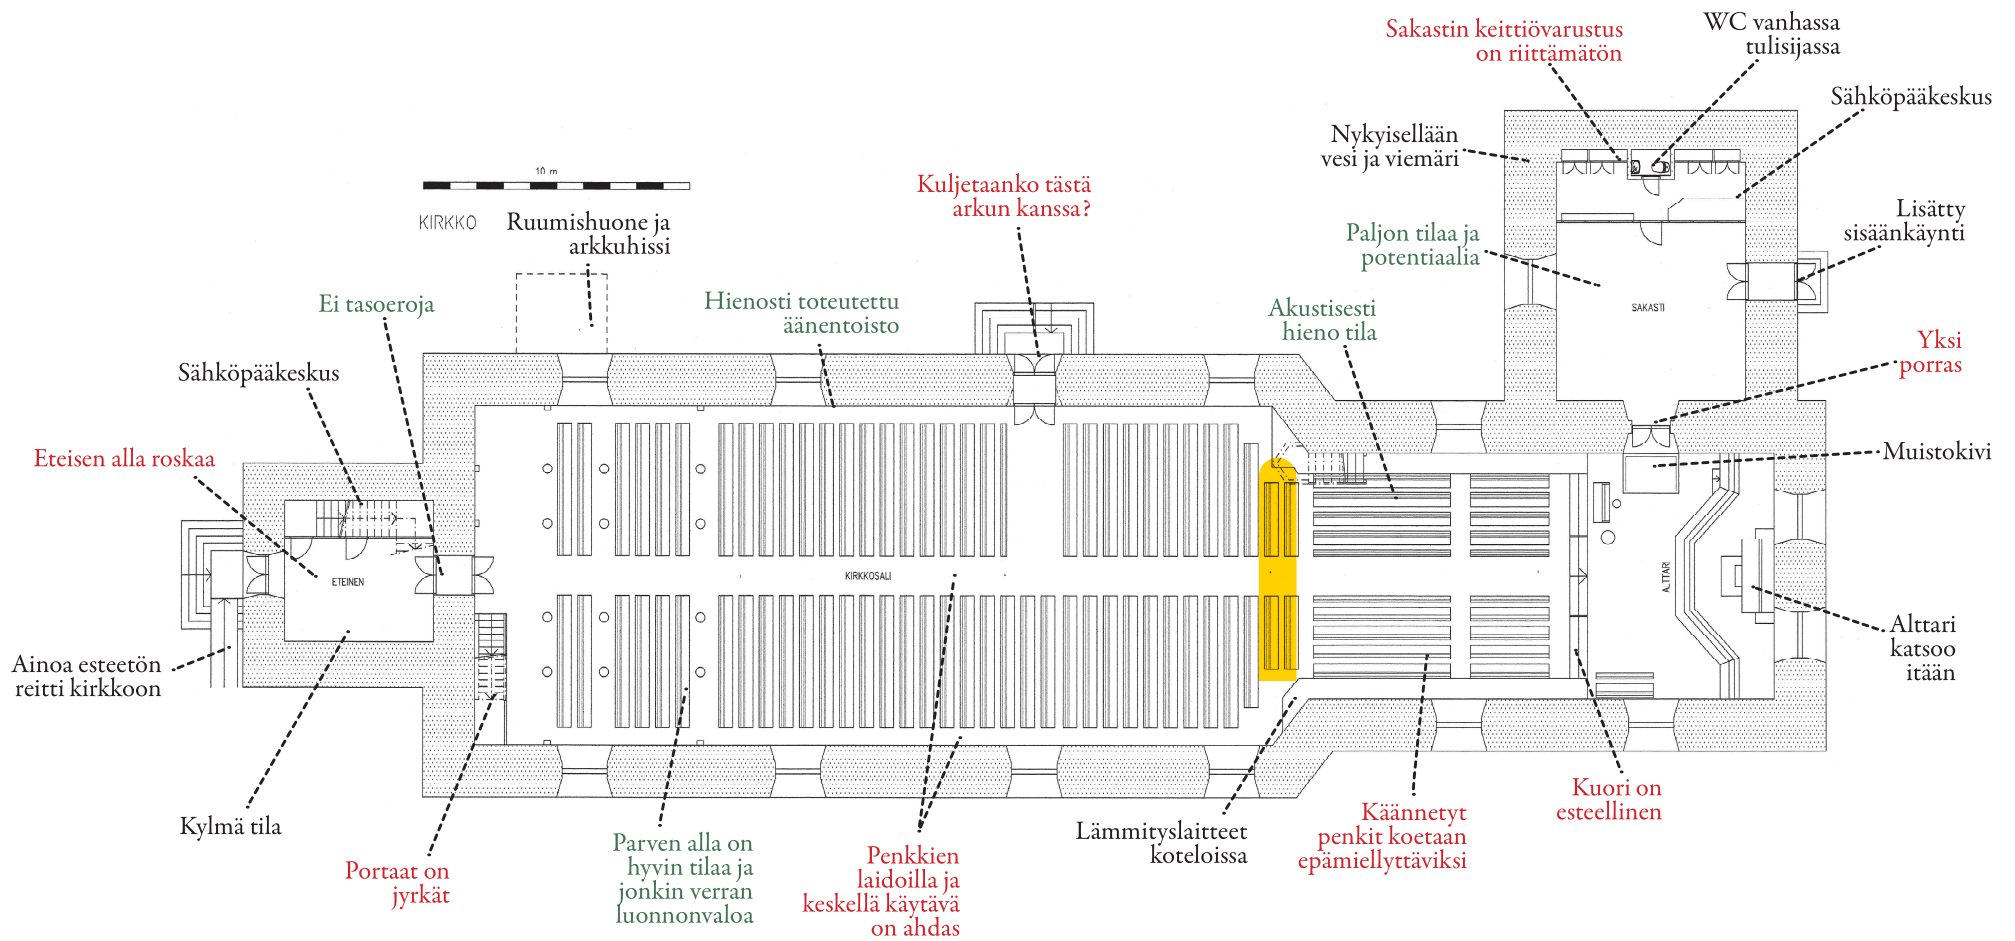 Sakastin keittiövarustus
on riittämätön
WC vanhassa
tulisijassa
Sähköpääkeskus
Nykyisellään
vesi ja viemäri
10 m
KIRKKO
Ruumishuone ja
arkkuhissi
Kuljetaanko tästä
arkun kanssa?
Lisätty
sisäänkäynti
Paljon tilaa ja
potentiaalia
Ei tasoeroja
Hienosti toteutettu
äänentoisto
Akustisesti
hieno tila
SAKASTI
Yksi
porras
Sähköpääkeskus
Eteisen alla roskaa
Muistokivi
ETEINEN
KIRKKOSALI
ALTTARI
Ainoa esteetön
reitti kirkkoon
Alttari
katsoo
itään
Kylmä tila
Portaat on
jyrkät
Parven alla on
hyvin tilaa ja
jonkin verran
luonnonvaloa
Penkkien
laidoilla ja
keskellä käytävä
on ahdas
Lämmityslaitteet
koteloissa
Käännetyt
penkit koetaan
epämiellyttäviksi
Kuori on
esteellinen